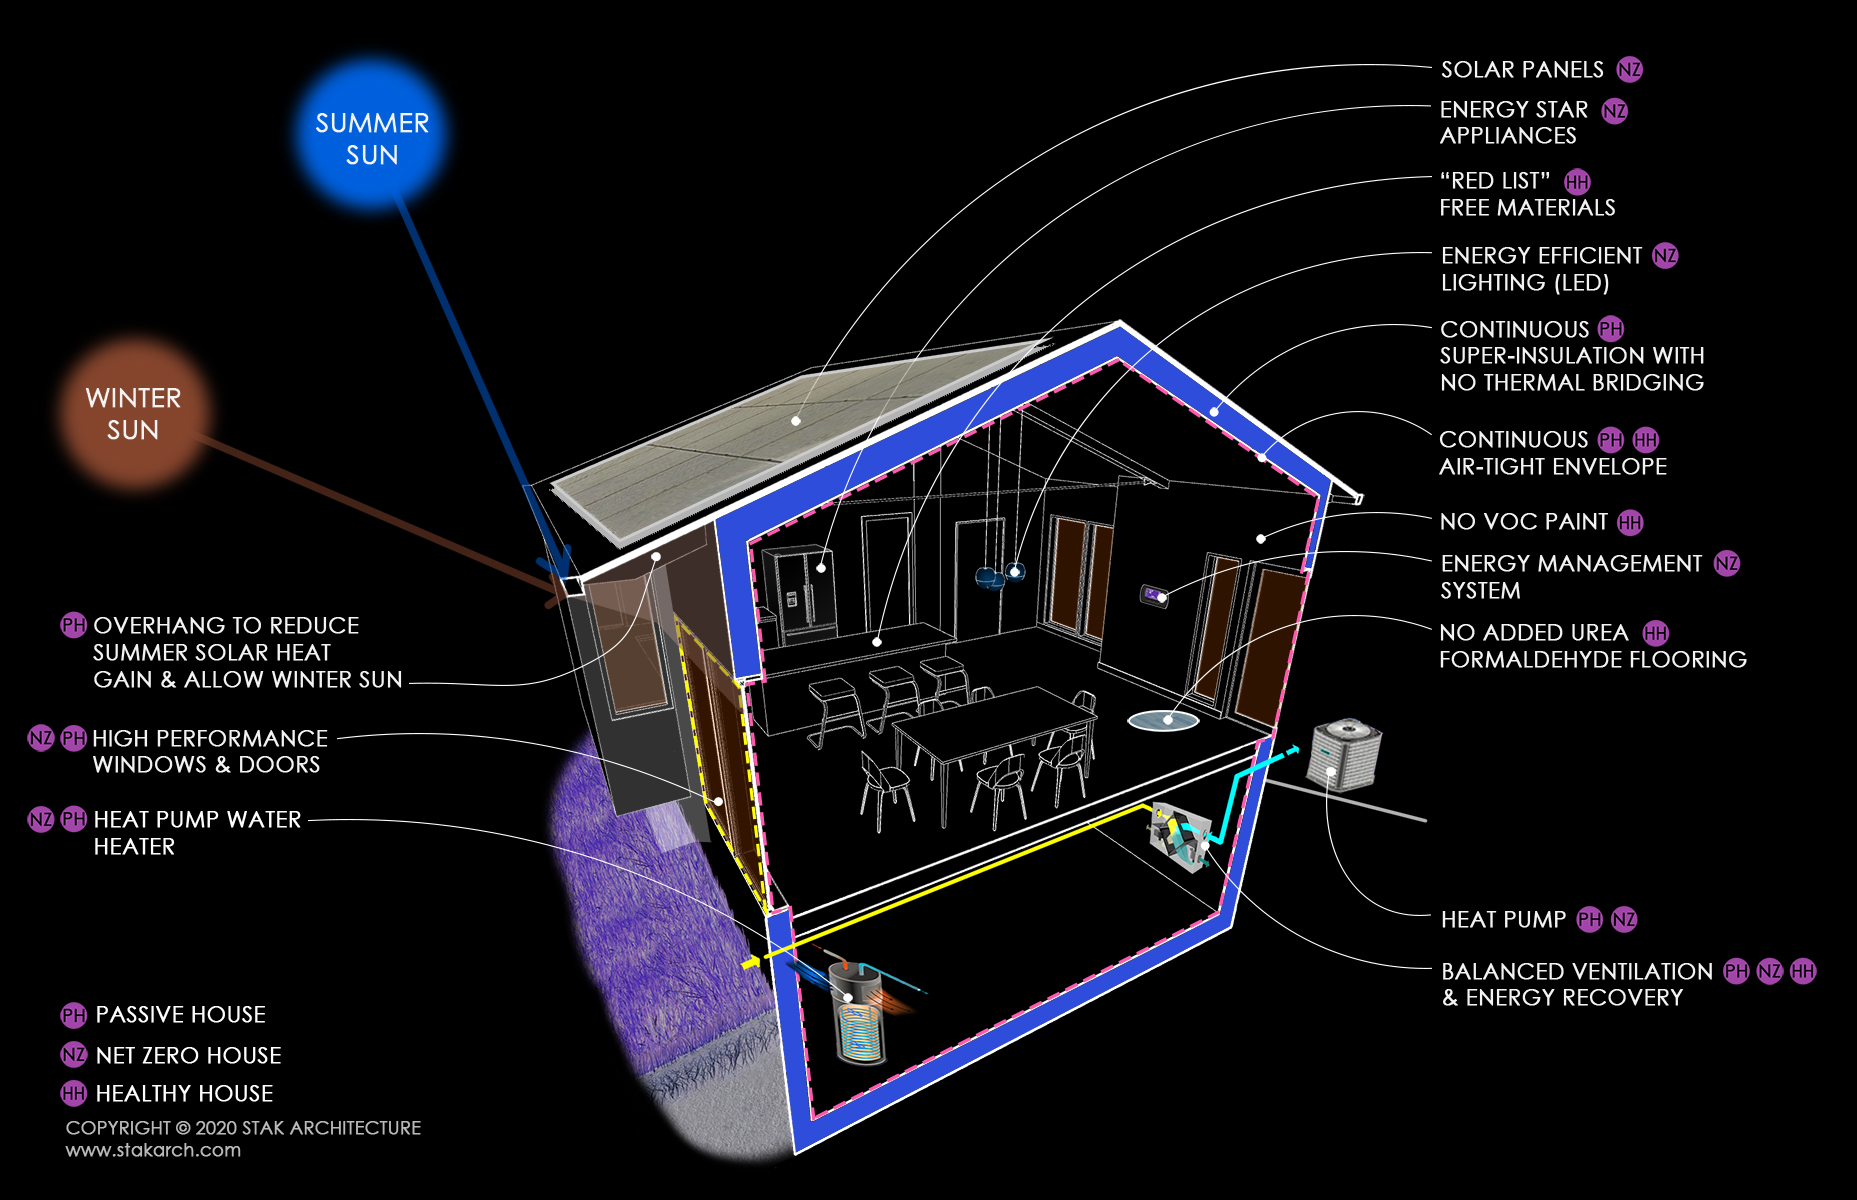 SUMMER
SUN
WINTER
SUN
SOLAR PANELS NZ
ENERGY STAR NZ
APPLIANCES
“RED LIST” HH
FREE MATERIALS
ENERGY EFFICIENT NZ
LIGHTING (LED)
CONTINUOUS PH
SUPER-INSULATION WITH
NO THERMAL BRIDGING
CONTINUOUS PH HH
AIR-TIGHT ENVELOPE
NO VOC PAINT HH
ENERGY MANAGEMENT NZ
SYSTEM
NO ADDED UREA HH
FORMALDEHYDE FLOORING
HEAT PUMP PH NZ
BALANCED VENTILATION PH NZ HH
& ENERGY RECOVERY
PH OVERHANG TO REDUCE
SUMMER SOLAR HEAT
GAIN & ALLOW WINTER SUN
NZ PH HIGH PERFORMANCE
WINDOWS & DOORS
NZ PH HEAT PUMP WATER
HEATER
PH PASSIVE HOUSE
NZ NET ZERO HOUSE
HH HEALTHY HOUSE
COPYRIGHT © 2020 STAK ARCHITECTURE
www.stakarch.com